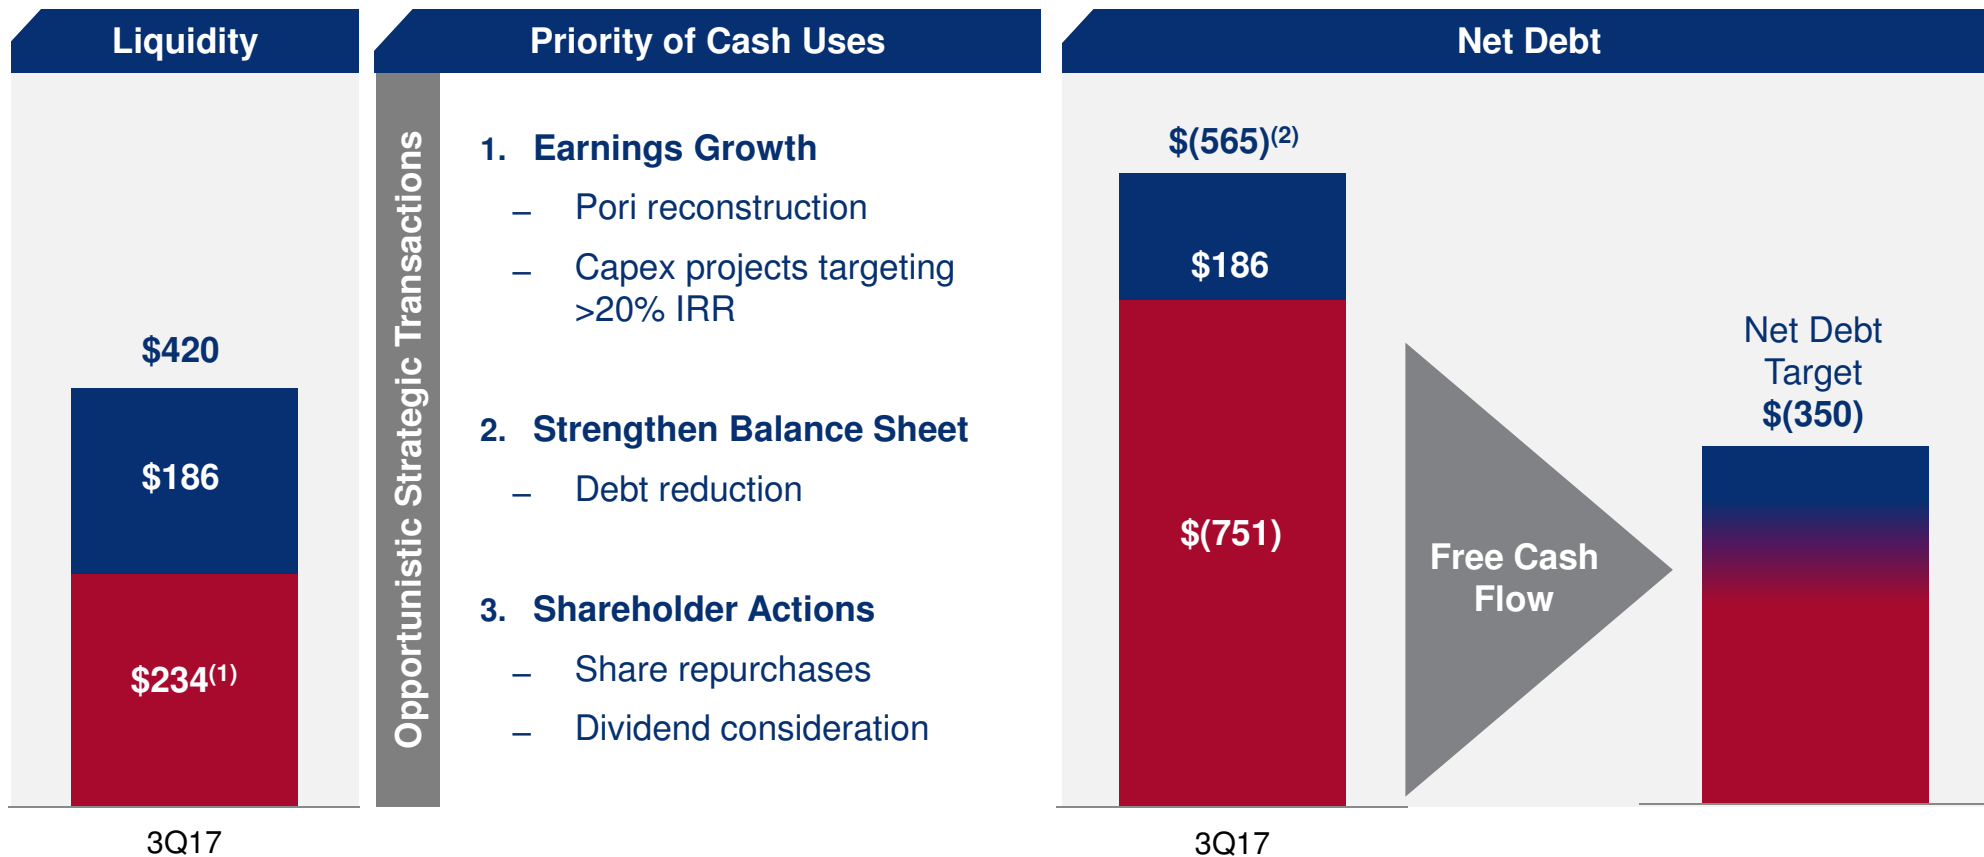 Liquidity
$420
$186
$234(1)
3Q17
Priority of Cash Uses
Opportunistic Strategic Transactions
1. Earnings Growth
– Pori reconstruction
– Capex projects targeting
>20% IRR
2. Strengthen Balance Sheet
– Debt reduction
3. Shareholder Actions
– Share repurchases
– Dividend consideration
Net Debt
$(565)(2)
$186
$(751)
3Q17
Free Cash
Flow
Net Debt
Target
$(350)